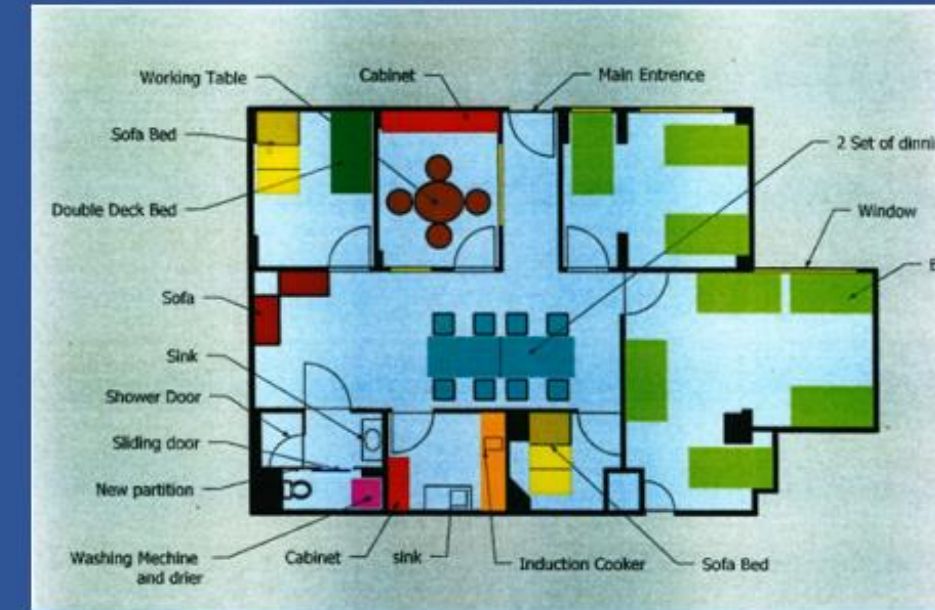 Working Table
Cabinet
Main Entrence
Sofa Bed
2 Set of dinni
Double Deck Bed
Window
B
Sofa
Sink
Shower Door
Sliding door
New partition
Washing Mechine
and drier
Cabinet
sink
Induction Cooker
Sofa Bed